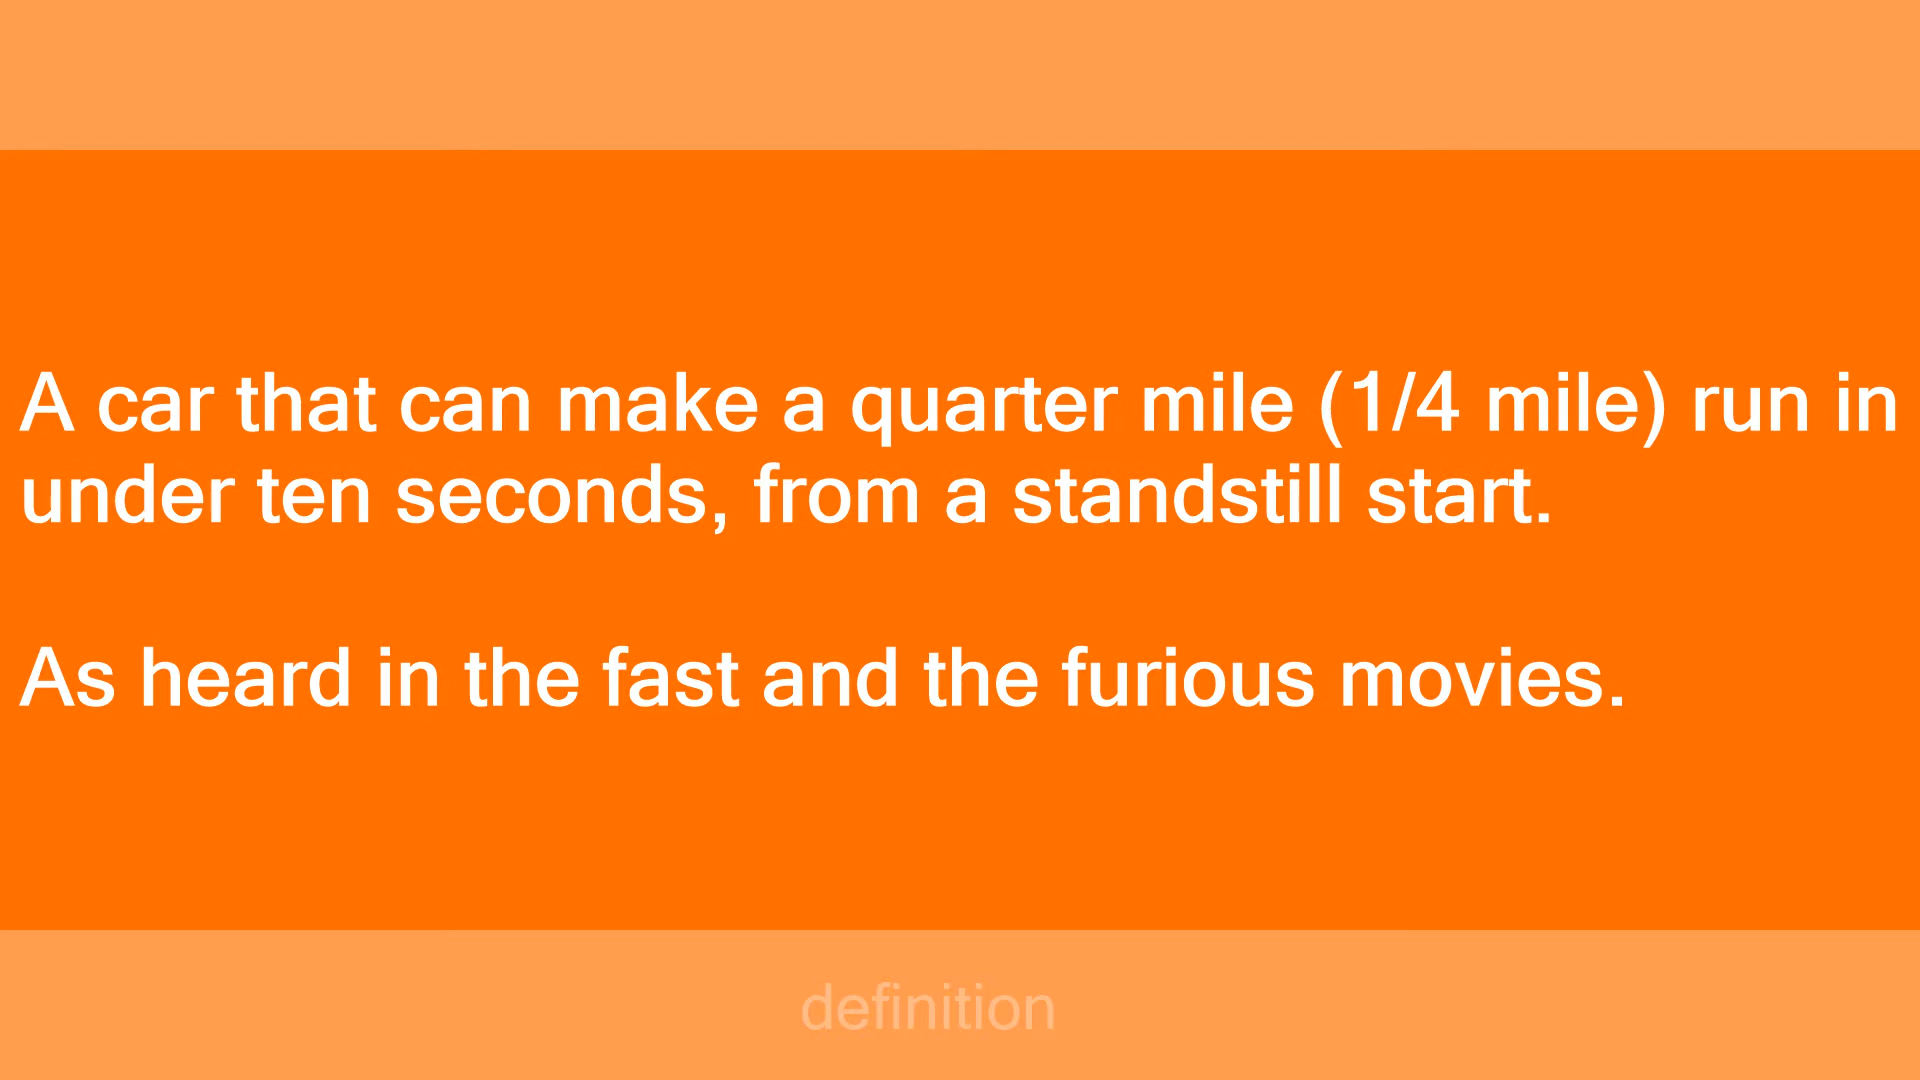 A car that can make a quarter mile (1/4 mile) run in
under ten seconds, from a standstill start.
As heard in the fast and the furious movies.
definition